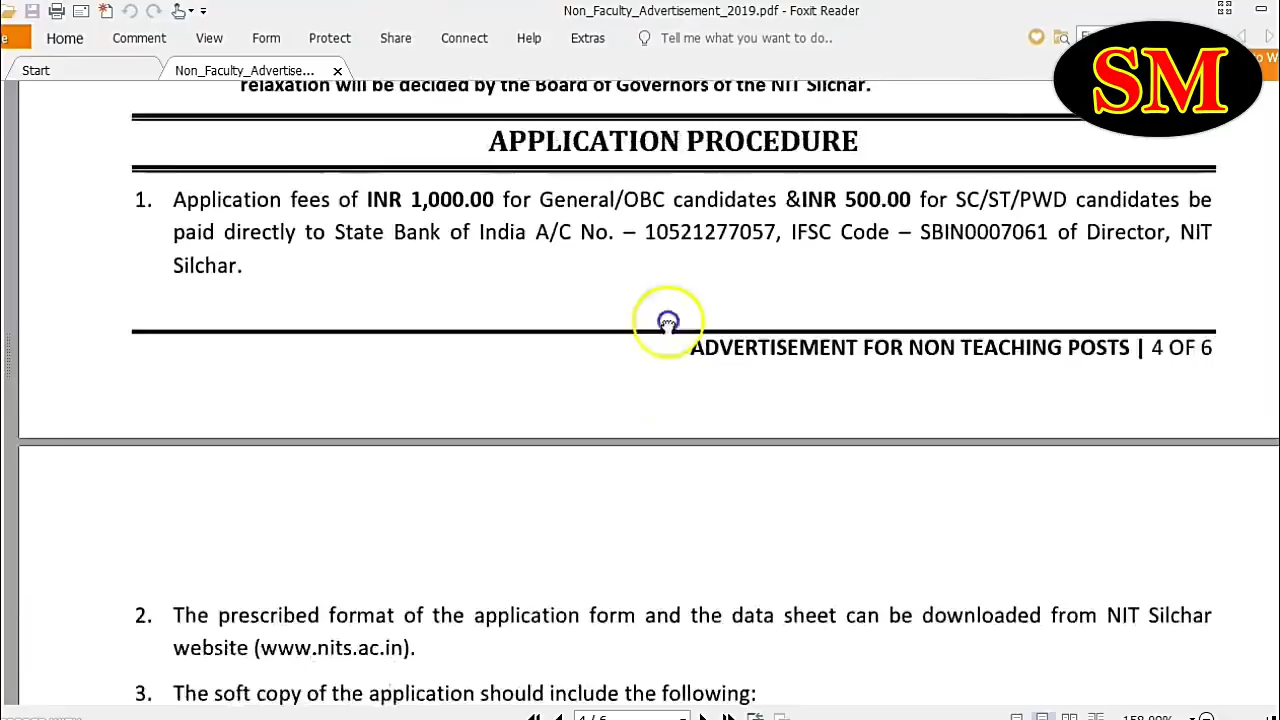 Non_Faculty_Advertisement_2019.pdf - Foxit Reader
Home Comment View Form Protect Share Connect Help Extras Tell me what you want to do..
SM
Start Non_Faculty_Advertise... x
relaxation will be decided by the Board of Governors of the NIT Silchar.
APPLICATION PROCEDURE
1. Application fees of INR 1,000.00 for General/OBC candidates &INR 500.00 for SC/ST/PWD candidates be
paid directly to State Bank of India A/C No. – 10521277057, IFSC Code – SBIN0007061 of Director, NIT
Silchar.
ADVERTISEMENT FOR NON TEACHING POSTS | 4 OF 6
2. The prescribed format of the application form and the data sheet can be downloaded from NIT Silchar
website (www.nits.ac.in).
3. The soft copy of the application should include the following:
4 / 6 158.00%